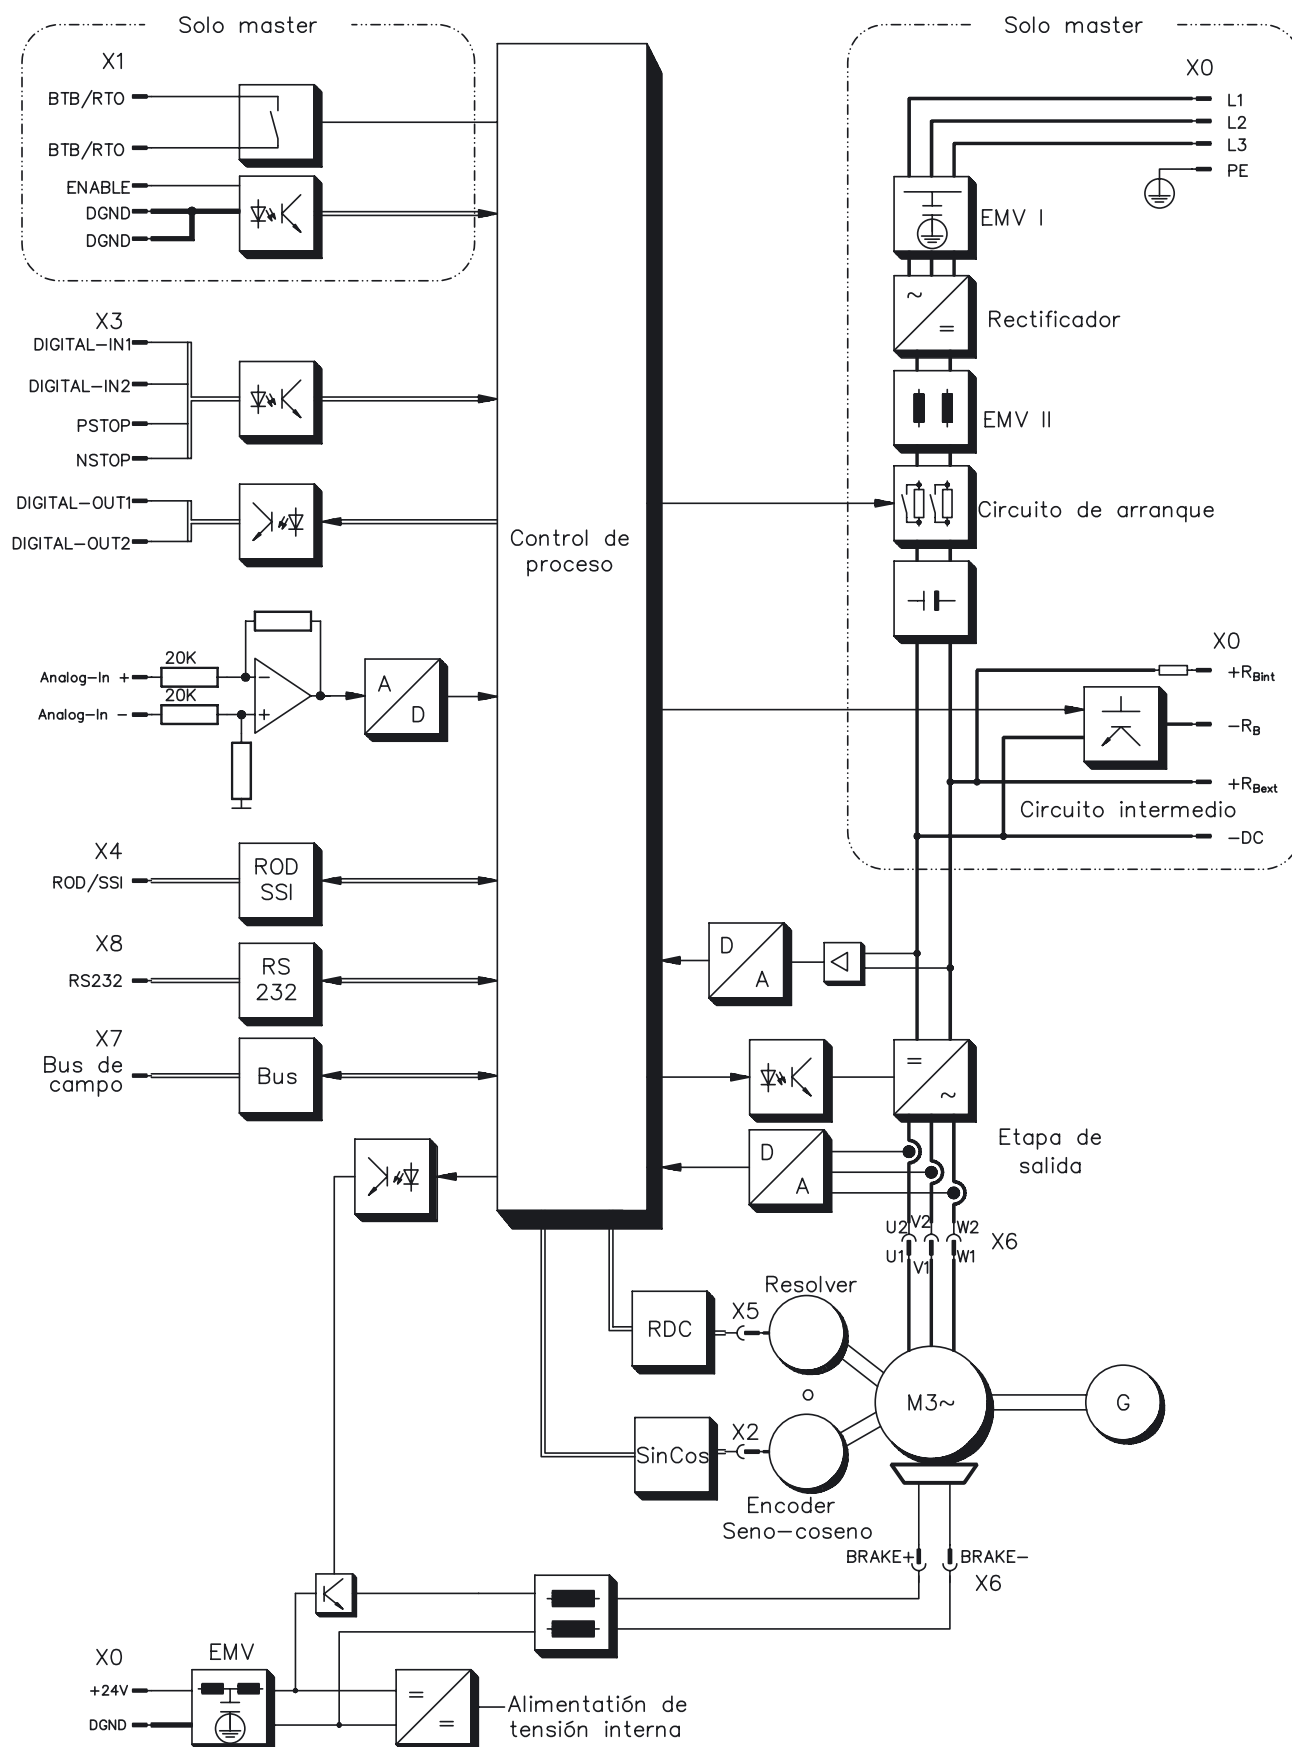 Solo master
X1
BTB/RTO
BTB/RTO
ENABLE
DGND
DGND
X3
DIGITAL-IN1
DIGITAL-IN2
PSTOP
NSTOP
DIGITAL-OUT1
DIGITAL-OUT2
20K
Analog-In +
20K
Analog-In -
-
+
A
D
X4
ROD/SSI
ROD
SSI
X8
RS232
RS
232
X7
Bus de
campo
Bus
Control de
proceso
Solo master
X0
L1
L2
L3
PE
EMV I
~
=
Rectificador
EMV II
Circuito de arranque
X0
+RBint
-RB
+RBext
Circuito intermedio
-DC
D
A
=
~
D
A
Etapa de
salida
U2
V2
W2
X6
U1
V1
W1
Resolver
RDC
X5
M3~
G
SinCos
X2
Encoder
Seno-coseno
BRAKE+
BRAKE-
X6
X0
EMV
+24V
DGND
=
=
Alimentatión de
tensión interna